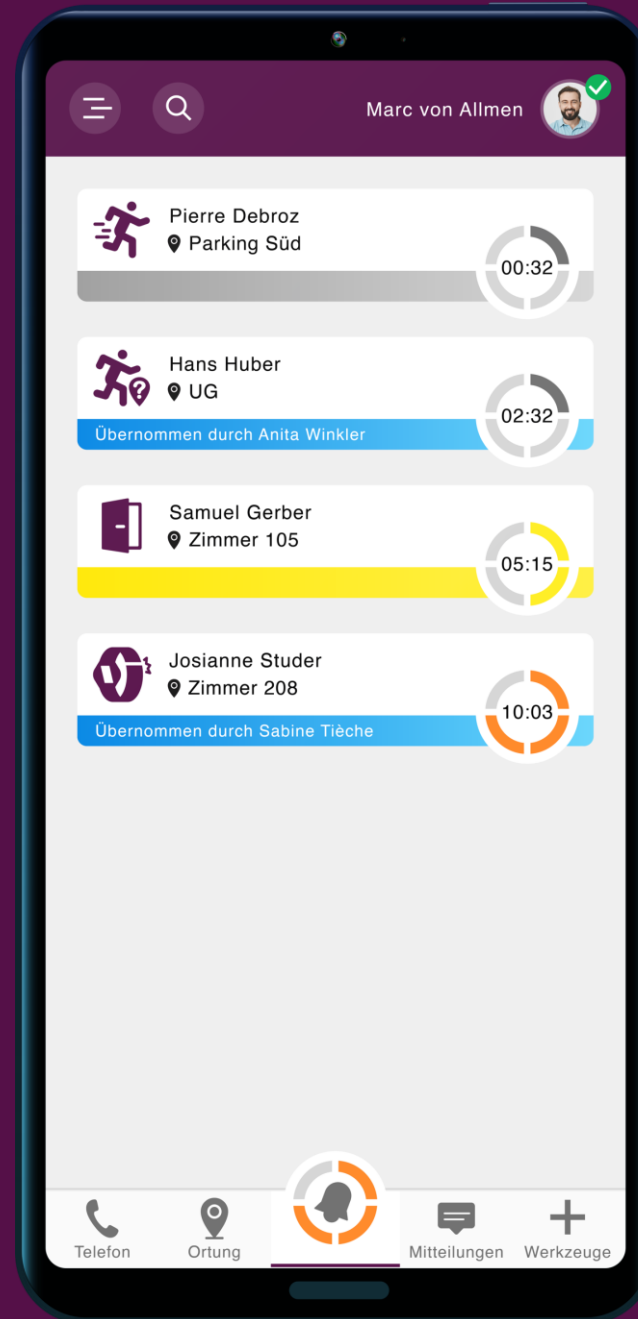 Marc von Allmen
Pierre Debroz
Parking Süd
00:32
Hans Huber
UG
02:32
Übernommen durch Anita Winkler
Samuel Gerber
Zimmer 105
05:15
Josianne Studer
Zimmer 208
10:03
Übernommen durch Sabine Tièche
Telefon
Ortung
Mitteilungen
Werkzeuge